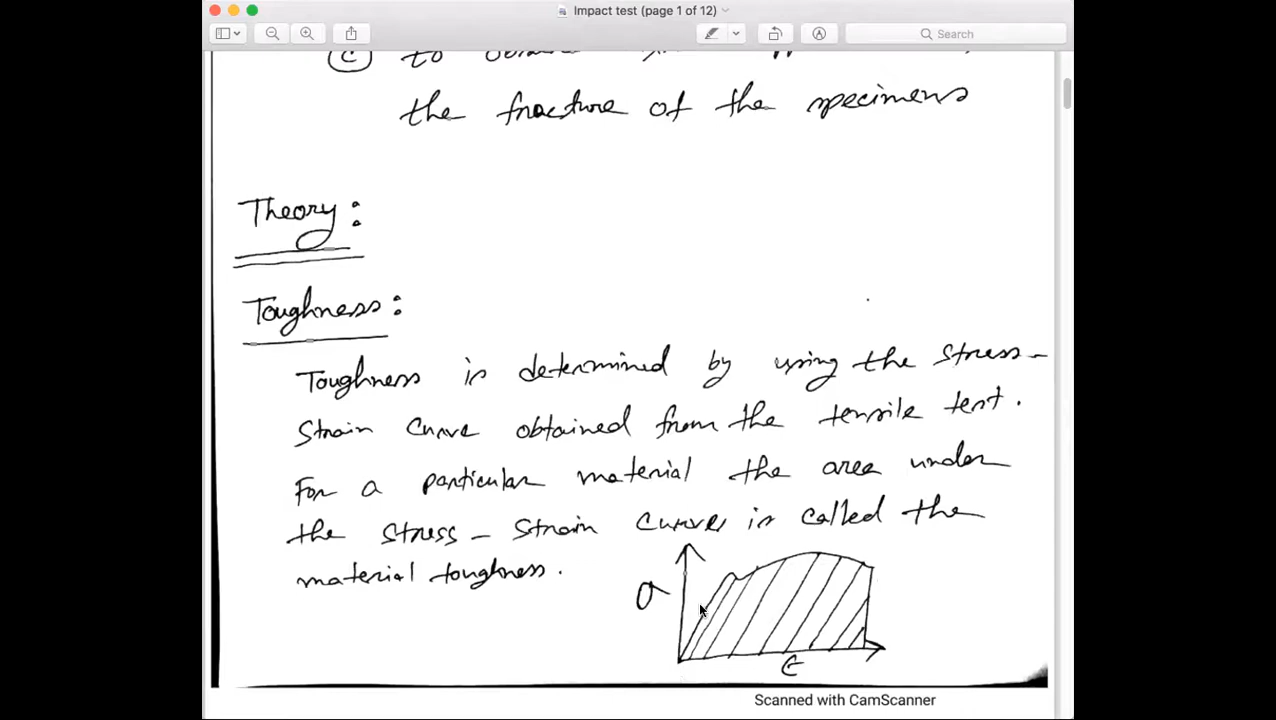 Impact test (page 1 of 12)
Search
C to
the fracture of the specimens
Theory:
Toughness:
Toughness is determined by using the stress-
strain curve obtained from the tensile test.
For a particular material the area under
the stress-strain curve is called the
material toughness.
σ
ε
Scanned with CamScanner